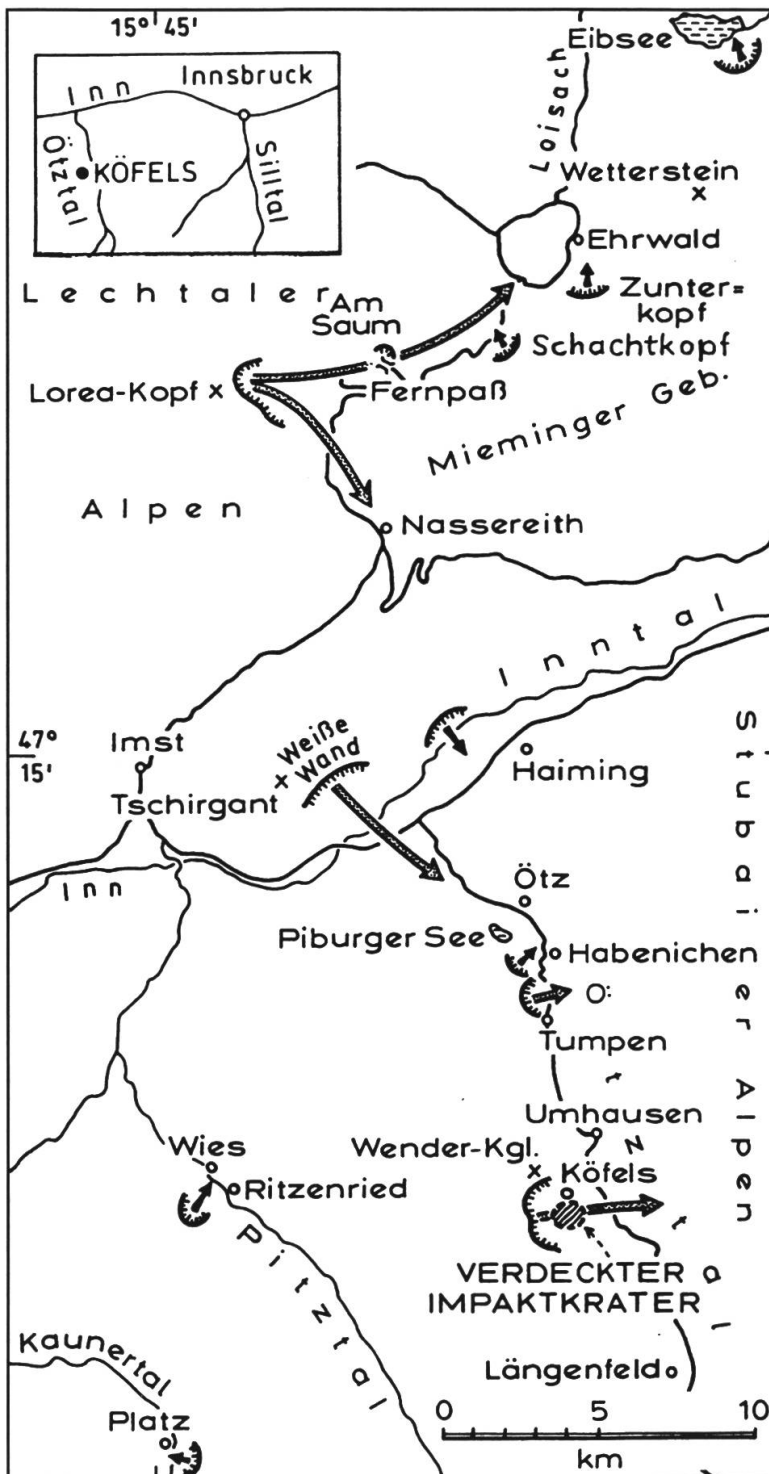 15° 45'
Eibsee
Loisach
Inn
Innsbruck
Ötztal
KÖFELS
Silltal
Wetterstein
Ehrwald
Lechtaler
Am
Saum
Zunter=
kopf
Schachtkopf
Lorea-Kopf
Fernpaß
Mieminger Geb.
Alpen
Nassereith
Inntal
47°
15'
Imst
Weiße
Wand
Tschirgant
Haiming
Stubaier Alpen
Inn
Ötz
Piburger See
Habenichen
Ö:
Tumpen
t
Umhausen
z
Wies
Wender-Kgl.
Köfels
Ritzenried
t
Pitztal
VERDECKTER
IMPAKTKRATER
a
l
Kaunertal
Längenfeld
Platz
0 5 10
km